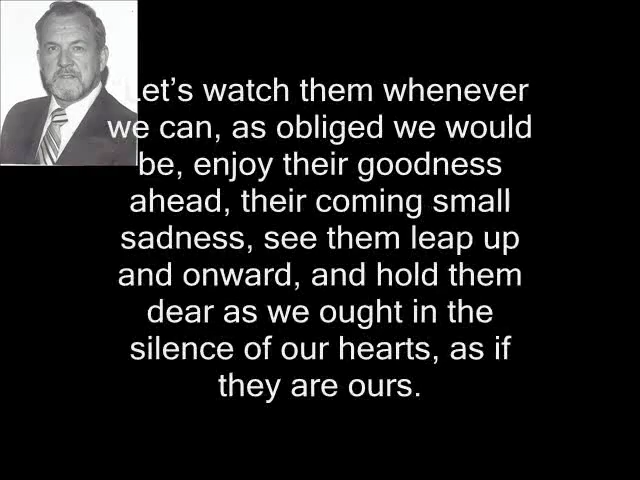 Let’s watch them whenever
we can, as obliged we would
be, enjoy their goodness
ahead, their coming small
sadness, see them leap up
and onward, and hold them
dear as we ought in the
silence of our hearts, as if
they are ours.